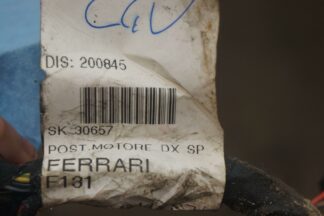 DIS: 200845
SK 30657
POST.MOTORE DX SP
FERRARI
F131